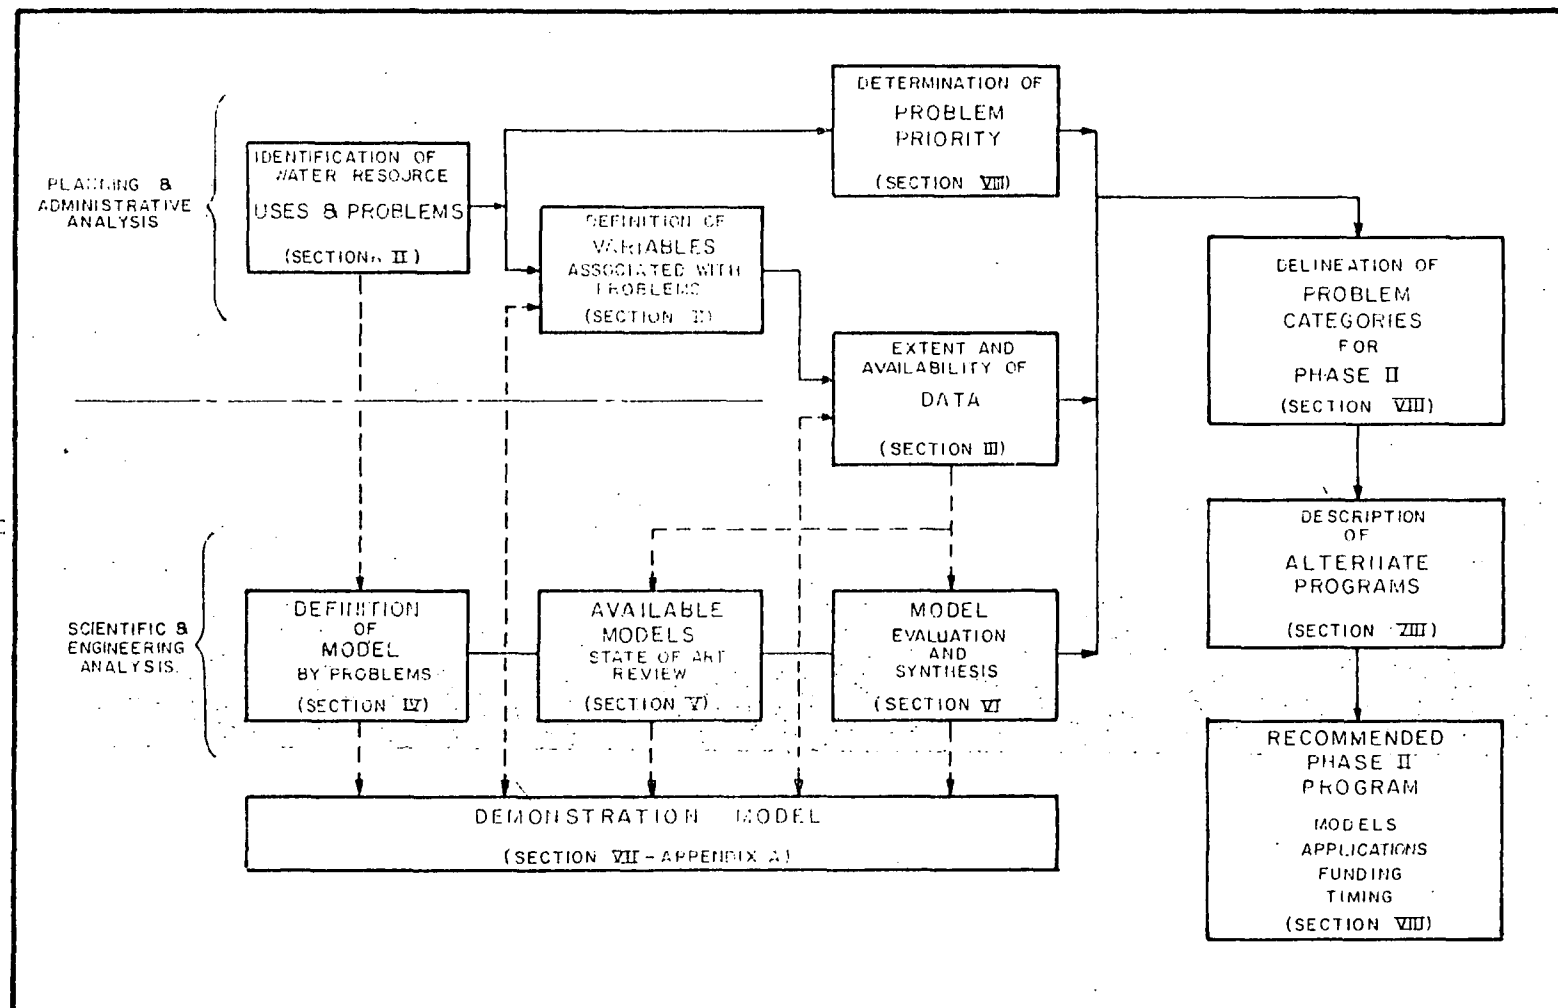 PLANNING &
ADMINISTRATIVE
ANALYSIS
IDENTIFICATION OF
WATER RESOURCE
USES & PROBLEMS
(SECTION II)
DEFINITION OF
VARIABLES
ASSOCIATED WITH
PROBLEMS
(SECTION
DETERMINATION OF
PROBLEM
PRIORITY
(SECTION VIII)
EXTENT AND
AVAILABILITY OF
DATA
(SECTION III)
DELINEATION OF
PROBLEM
CATEGORIES
FOR
PHASE II
(SECTION VIII)
SCIENTIFIC &
ENGINEERING
ANALYSIS.
DEFINITION
OF
MODEL
BY PROBLEMS
(SECTION IV)
AVAILABLE
MODELS
STATE OF ART
REVIEW
(SECTION V)
MODEL
EVALUATION
AND
SYNTHESIS
(SECTION VI
DESCRIPTION
OF
ALTERNATE
PROGRAMS
(SECTION VIII)
RECOMMENDED
PHASE II
PROGRAM
MODELS
APPLICATIONS
FUNDING
TIMING
(SECTION VIII)
DEMONSTRATION MODEL
(SECTION VII - APPENDIX A)